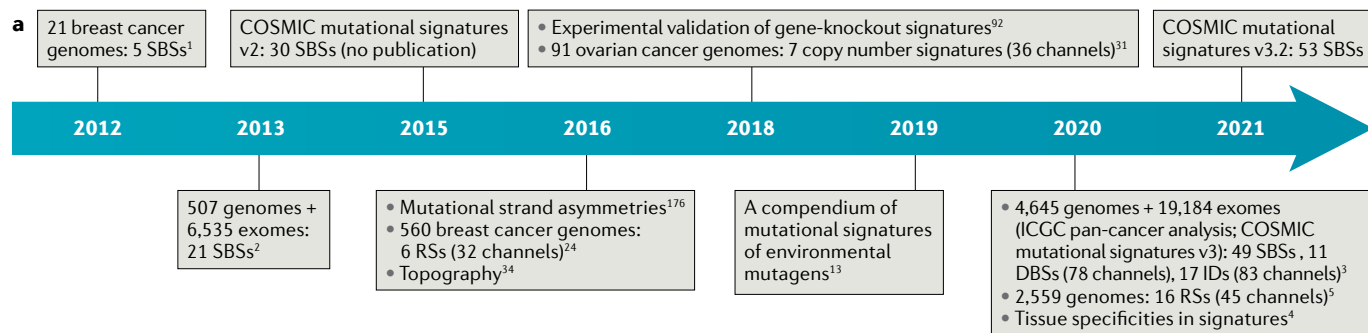 a
21 breast cancer
genomes: 5 SBSs1
COSMIC mutational signatures
v2: 30 SBSs (no publication)
• Experimental validation of gene-knockout signatures92
• 91 ovarian cancer genomes: 7 copy number signatures (36 channels)31
COSMIC mutational
signatures v3.2: 53 SBSs
2012 2013 2015 2016 2018 2019 2020 2021
507 genomes +
6,535 exomes:
21 SBSs2
• Mutational strand asymmetries176
• 560 breast cancer genomes:
6 RSs (32 channels)24
• Topography34
A compendium of
mutational signatures
of environmental
mutagens13
• 4,645 genomes + 19,184 exomes
(ICGC pan-cancer analysis; COSMIC
mutational signatures v3): 49 SBSs , 11
DBSs (78 channels), 17 IDs (83 channels)3
• 2,559 genomes: 16 RSs (45 channels)5
• Tissue specificities in signatures4